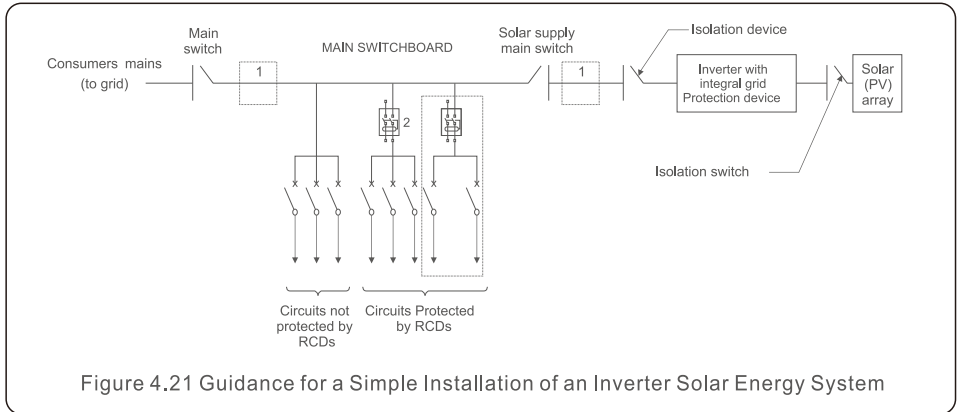 Main
switch
Consumers mains
(to grid)
1
MAIN SWITCHBOARD
Solar supply
main switch
1
Isolation device
Inverter with
integral grid
Protection device
Solar
(PV)
array
Isolation switch
2
Circuits not
protected by
RCDs
Circuits Protected
by RCDs
Figure 4.21 Guidance for a Simple Installation of an Inverter Solar Energy System